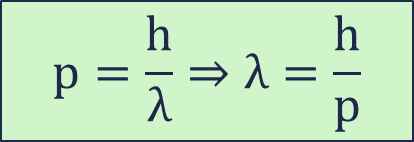 p = h/λ ⇒ λ = h/p